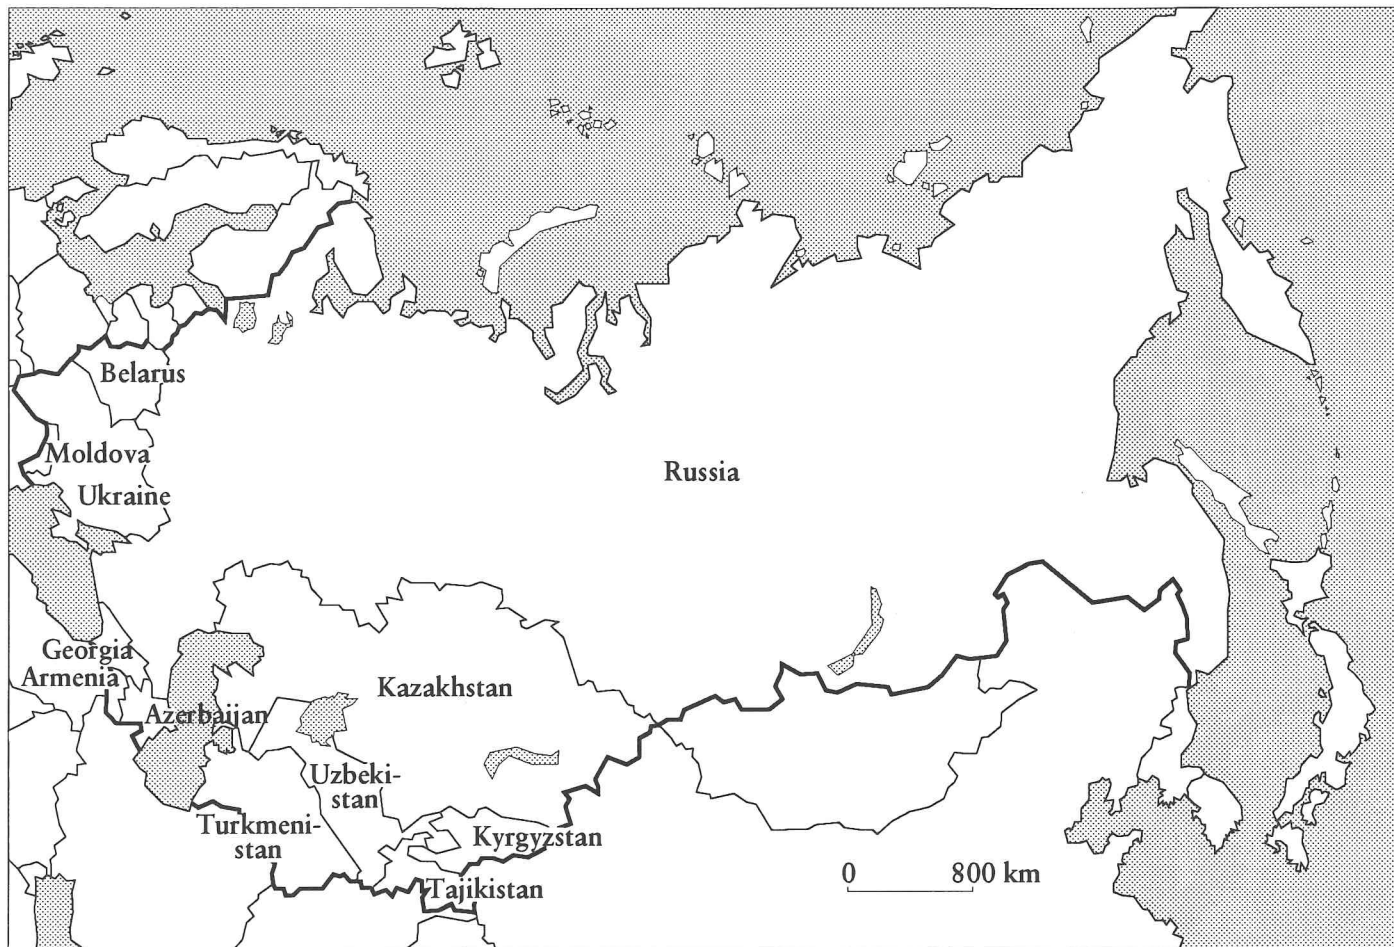 Belarus
Moldova
Ukraine
Russia
Georgia
Armenia
Azerbaijan
Kazakhstan
Uzbeki-
stan
Turkmeni-
stan
Kyrgyzstan
Tajikistan
0 800 km